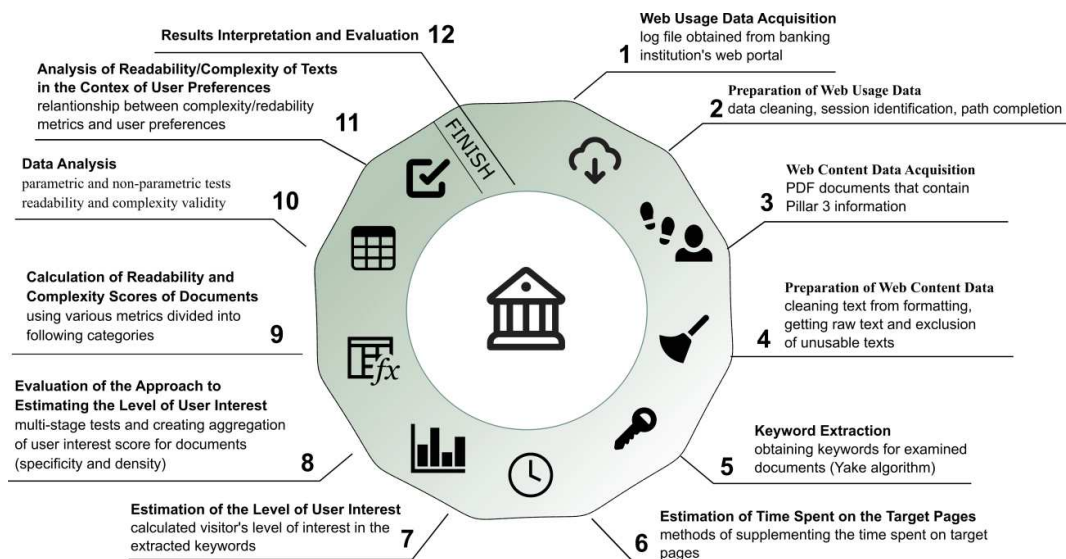 Web Usage Data Acquisition
1
log file obtained from banking
institution's web portal
Preparation of Web Usage Data
2
data cleaning, session identification, path completion
Web Content Data Acquisition
3
PDF documents that contain
Pillar 3 information
Preparation of Web Content Data
4
cleaning text from formatting,
getting raw text and exclusion
of unusable texts
Keyword Extraction
5
obtaining keywords for examined
documents (Yake algorithm)
Estimation of Time Spent on the Target Pages
6
methods of supplementing the time spent on target
pages
Estimation of the Level of User Interest
7
calculated visitor's level of interest in the
extracted keywords
Evaluation of the Approach to
Estimating the Level of User Interest
multi-stage tests and creating aggregation
of user interest score for documents
(specificity and density)
8
Calculation of Readability and
Complexity Scores of Documents
using various metrics divided into
following categories
9
Data Analysis
parametric and non-parametric tests
readability and complexity validity
10
Analysis of Readability/Complexity of Texts
in the Contex of User Preferences
relantionship between complexity/redability
metrics and user preferences
11
Results Interpretation and Evaluation 12
FINISH
fx